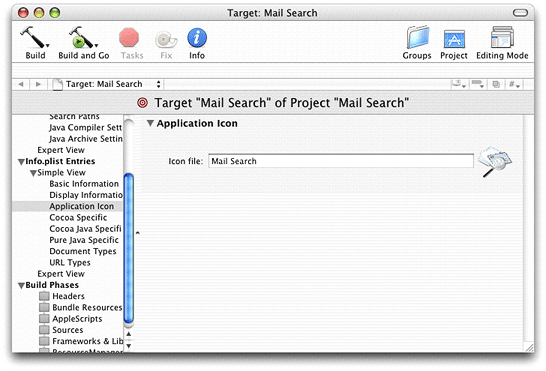 Target: Mail Search
Build
Build and Go
Tasks
Fix
Info
Groups
Project
Editing Mode
Target: Mail Search
#
Target "Mail Search" of Project "Mail Search"
Search Paths
Java Compiler Sett
Java Archive Settin
Expert View
Info.plist Entries
Simple View
Basic Information
Display Informatio
Application Icon
Cocoa Specific
Cocoa Java Specifi
Pure Java Specific
Document Types
URL Types
Expert View
Build Phases
Headers
Bundle Resources
AppleScripts
Sources
Frameworks & Lib
ResourceManager
Application Icon
Icon file: Mail Search